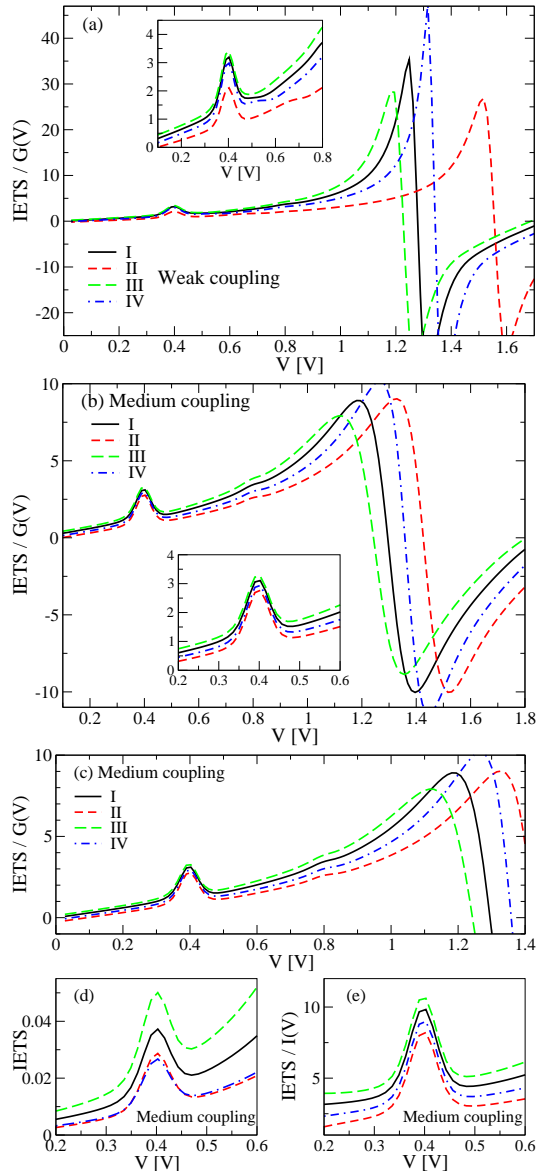 (a)
IETS / G(V)
40
30
20
10
0
-10
-20
4
3
2
1
0
0.2
0.4
0.6
0.8
V [V]
I
II
III
IV
Weak coupling
0
0.2
0.4
0.6
0.8
1
1.2
1.4
1.6
V [V]
(b) Medium coupling
IETS / G(V)
10
5
0
-5
-10
I
II
III
IV
4
3
2
1
0
0.2
0.3
0.4
0.5
0.6
V [V]
0.2
0.4
0.6
0.8
1
1.2
1.4
1.6
1.8
V [V]
(c) Medium coupling
IETS / G(V)
10
5
0
I
II
III
IV
0
0.2
0.4
0.6
0.8
1
1.2
1.4
V [V]
(d)
IETS
0.04
0.02
0
Medium coupling
0.2
0.3
0.4
0.5
0.6
V [V]
(e)
IETS / I(V)
10
5
Medium coupling
0.2
0.3
0.4
0.5
0.6
V [V]